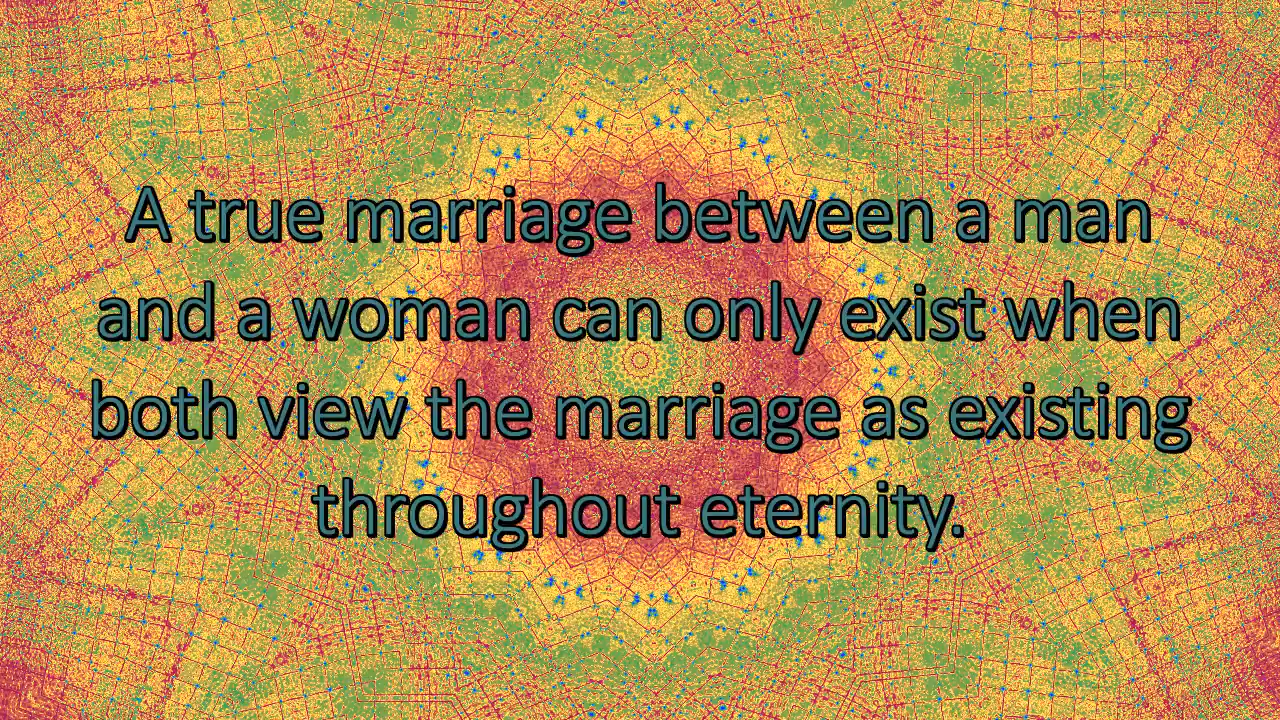 A true marriage between a man
and a woman can only exist when
both view the marriage as existing
throughout eternity.